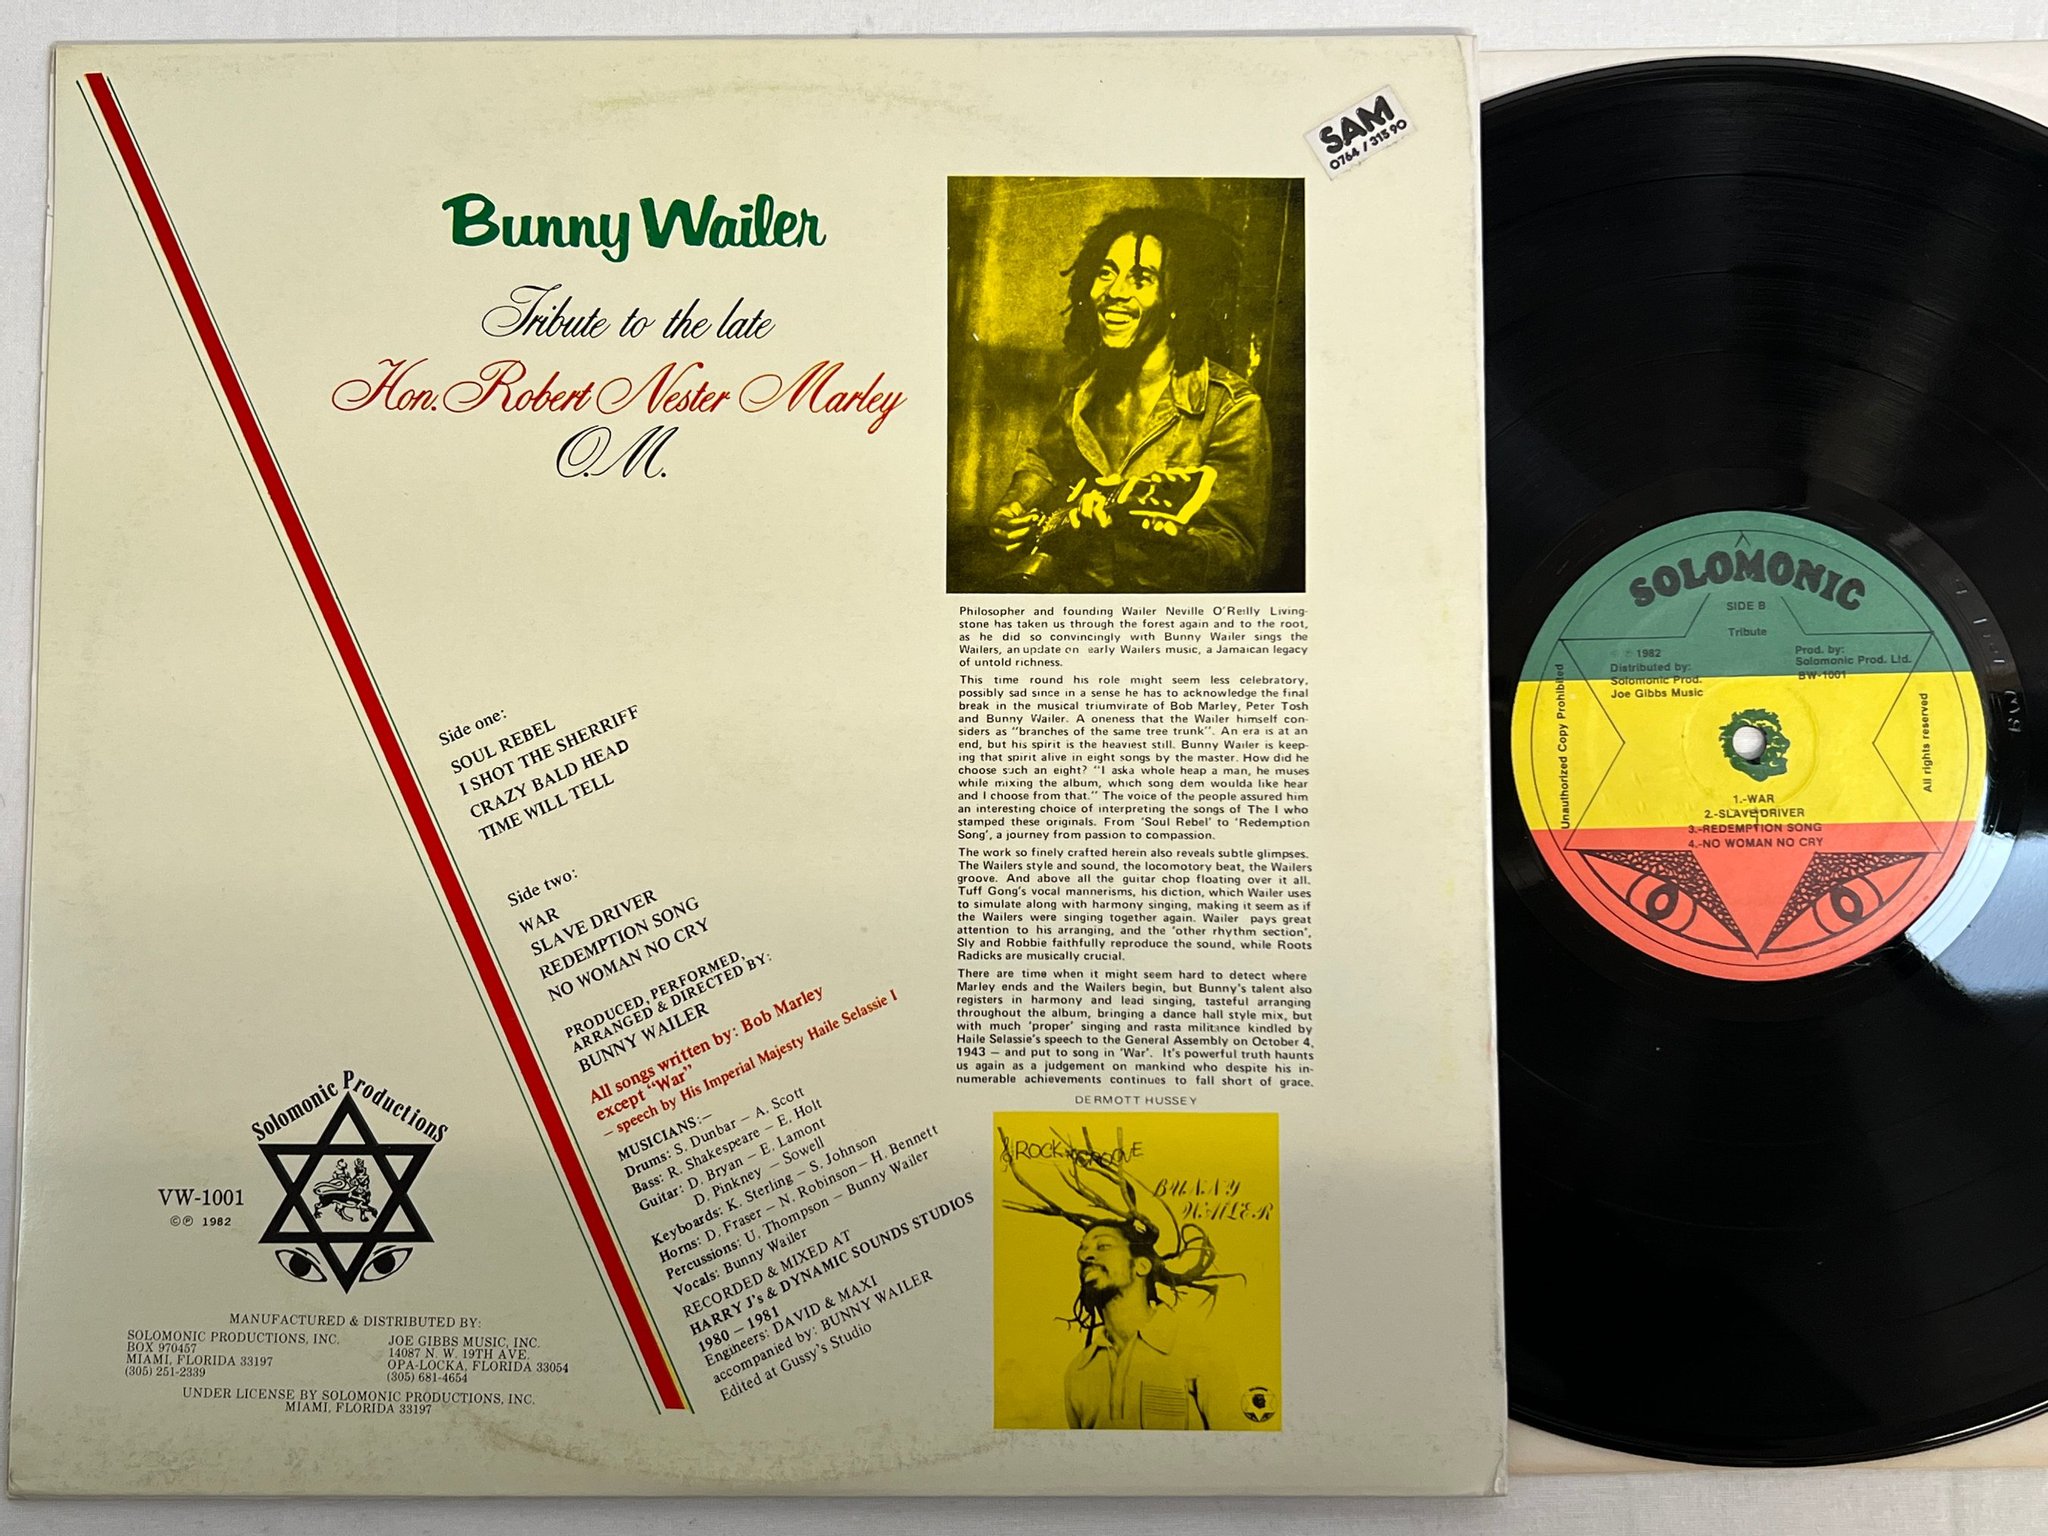 SAM
0764 / 31590
Bunny Wailer
Tribute to the late
Hon. Robert Nester Marley
O.M.
Side one:
SOUL REBEL
I SHOT THE SHERRIFF
CRAZY BALD HEAD
TIME WILL TELL
Side two:
WAR
SLAVE DRIVER
REDEMPTION SONG
NO WOMAN NO CRY
PRODUCED, PERFORMED,
ARRANGED & DIRECTED BY:
BUNNY WAILER
All songs written by: Bob Marley
except "War"
– speech by His Imperial Majesty Haile Selassie I
MUSICIANS:–
Drums: S. Dunbar – A. Scott
Bass: R. Shakespeare – E. Holt
Guitar: D. Bryan – E. Lamont
D. Pinkney – Sowell
Keyboards: K. Sterling – S. Johnson
Horns: D. Fraser – N. Robinson – H. Bennett
Percussions: U. Thompson – Bunny Wailer
Vocals: Bunny Wailer
RECORDED & MIXED AT
HARRY J's & DYNAMIC SOUNDS STUDIOS
1980 – 1981
Engineers: DAVID & MAXI
accompanied by: BUNNY WAILER
Edited at Gussy's Studio
Solomonic Productions
VW-1001
©℗ 1982
MANUFACTURED & DISTRIBUTED BY:
SOLOMONIC PRODUCTIONS, INC.
BOX 970457
MIAMI, FLORIDA 33197
(305) 251-2339
JOE GIBBS MUSIC, INC.
14087 N. W. 19TH AVE.
OPA-LOCKA, FLORIDA 33054
(305) 681-4654
UNDER LICENSE BY SOLOMONIC PRODUCTIONS, INC.
MIAMI, FLORIDA 33197
Philosopher and founding Wailer Neville O'Reilly Living-
stone has taken us through the forest again and to the root,
as he did so convincingly with Bunny Wailer sings the
Wailers, an update on early Wailers music, a Jamaican legacy
of untold richness.
This time round his role might seem less celebratory,
possibly sad since in a sense he has to acknowledge the final
break in the musical triumvirate of Bob Marley, Peter Tosh
and Bunny Wailer. A oneness that the Wailer himself con-
siders as "branches of the same tree trunk". An era is at an
end, but his spirit is the heaviest still. Bunny Wailer is keep-
ing that spirit alive in eight songs by the master. How did he
choose such an eight? "I aska whole heap a man, he muses
while mixing the album, which song dem woulda like hear
and I choose from that." The voice of the people assured him
an interesting choice of interpreting the songs of The I who
stamped these originals. From 'Soul Rebel' to 'Redemption
Song', a journey from passion to compassion.
The work so finely crafted herein also reveals subtle glimpses.
The Wailers style and sound, the locomotory beat, the Wailers
groove. And above all the guitar chop floating over it all.
Tuff Gong's vocal mannerisms, his diction, which Wailer uses
to simulate along with harmony singing, making it seem as if
the Wailers were singing together again. Wailer pays great
attention to his arranging, and the 'other rhythm section',
Sly and Robbie faithfully reproduce the sound, while Roots
Radicks are musically crucial.
There are time when it might seem hard to detect where
Marley ends and the Wailers begin, but Bunny's talent also
registers in harmony and lead singing, tasteful arranging
throughout the album, bringing a dance hall style mix, but
with much 'proper' singing and rasta militance kindled by
Haile Selassie's speech to the General Assembly on October 4,
1943 – and put to song in 'War'. It's powerful truth haunts
us again as a judgement on mankind who despite his in-
numerable achievements continues to fall short of grace.
DERMOTT HUSSEY
ROCK GROOVE
BUNNY
WAILER
SOLOMONIC
SIDE B
Tribute
© ℗ 1982
Distributed by:
Solomonic Prod.
Joe Gibbs Music
Prod. by:
Solomonic Prod. Ltd.
BW-1001
Unauthorized Copy Prohibited
All rights reserved
1.-WAR
2.-SLAVE DRIVER
3.-REDEMPTION SONG
4.-NO WOMAN NO CRY